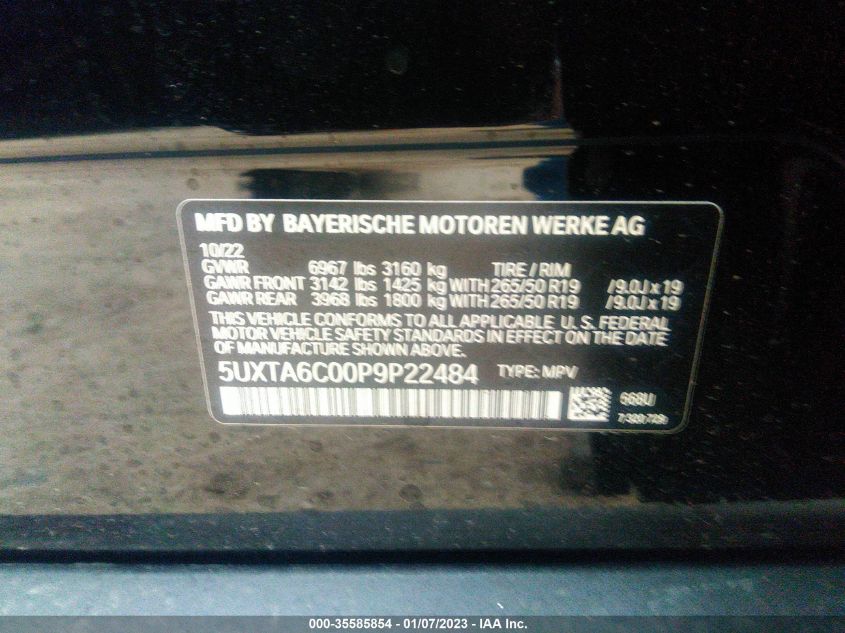 MFD BY BAYERISCHE MOTOREN WERKE AG
10/22
GVWR 6967 lbs 3160 kg TIRE / RIM
GAWR FRONT 3142 lbs 1425 kg WITH 265/50 R19 /9.0J x 19
GAWR REAR 3968 lbs 1800 kg WITH 265/50 R19 /9.0J x 19
THIS VEHICLE CONFORMS TO ALL APPLICABLE U. S. FEDERAL
MOTOR VEHICLE SAFETY STANDARDS IN EFFECT ON THE DATE
OF MANUFACTURE SHOWN ABOVE.
5UXTA6C00P9P22484 TYPE: MPV
668U
000-35585854 - 01/07/2023 - IAA Inc.